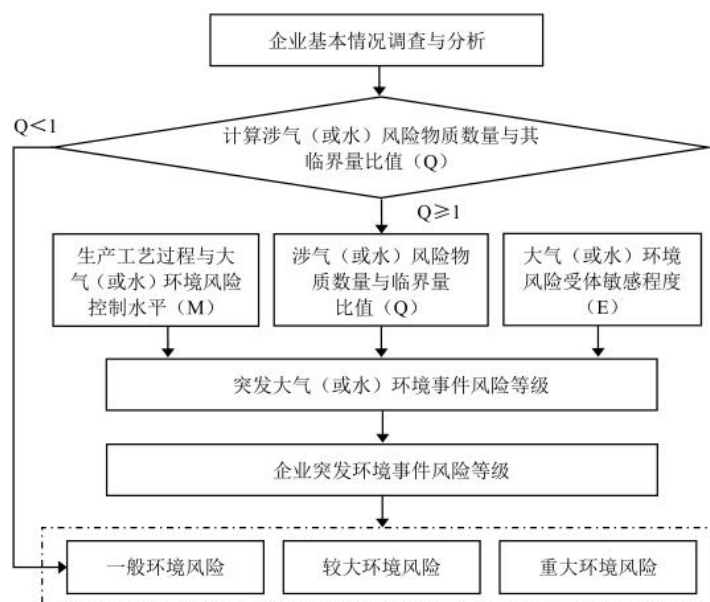 企业基本情况调查与分析
Q＜1
计算涉气（或水）风险物质数量与其
临界量比值（Q）
Q≥1
生产工艺过程与大
气（或水）环境风险
控制水平（M）
涉气（或水）风险物
质数量与临界量
比值（Q）
大气（或水）环境
风险受体敏感程度
（E）
突发大气（或水）环境事件风险等级
企业突发环境事件风险等级
一般环境风险
较大环境风险
重大环境风险